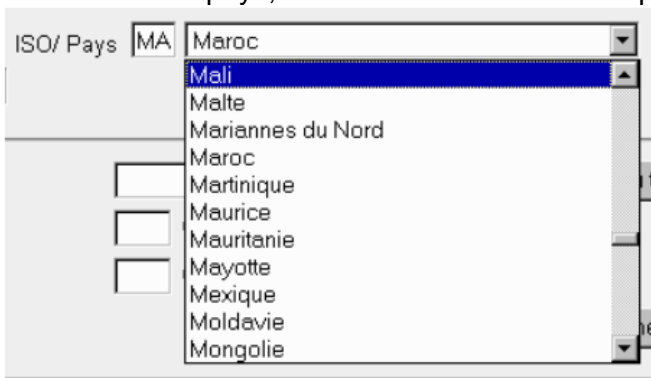 ISO/ Pays MA Maroc
Mali
Malte
Mariannes du Nord
Maroc
Martinique
Maurice
Mauritanie
Mayotte
Mexique
Moldavie
Mongolie